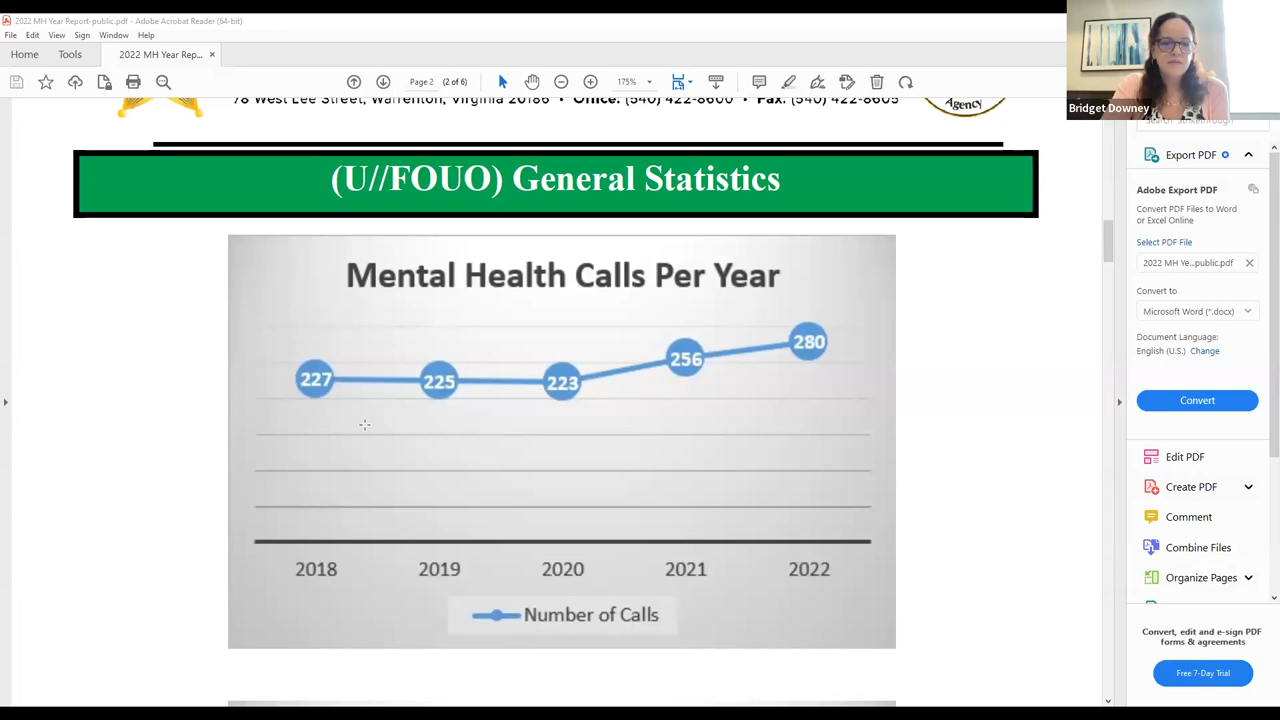 2022 MH Year Report-public.pdf - Adobe Acrobat Reader (64-bit)
File Edit View Sign Window Help
Home Tools 2022 MH Year Rep... ×
Page 2 (2 of 6) 175%
78 West Lee Street, Warrenton, Virginia 20186 • Office: (540) 422-8600 • Fax: (540) 422-8605
Agency
(U//FOUO) General Statistics
Mental Health Calls Per Year
227 225 223 256 280
2018 2019 2020 2021 2022
Number of Calls
Bridget Downey
Search 'Strikethrough'
Export PDF
Adobe Export PDF
Convert PDF Files to Word
or Excel Online
Select PDF File
2022 MH Ye...public.pdf
Convert to
Microsoft Word (*.docx)
Document Language:
English (U.S.) Change
Convert
Edit PDF
Create PDF
Comment
Combine Files
Organize Pages
Convert, edit and e-sign PDF
forms & agreements
Free 7-Day Trial